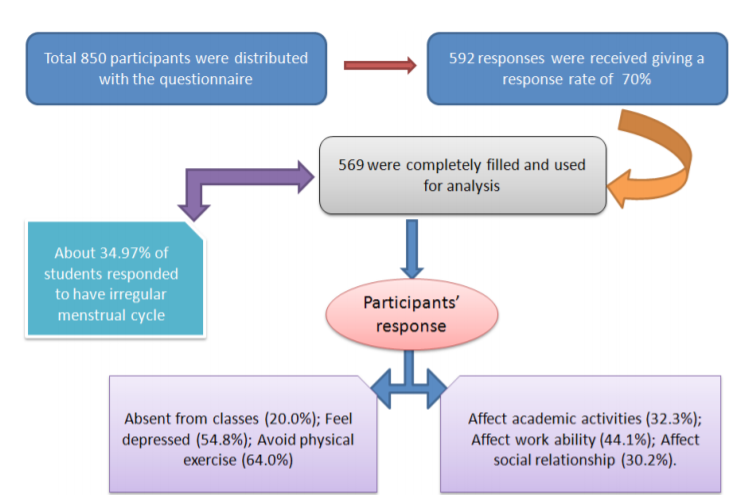 Total 850 participants were distributed
with the questionnaire
592 responses were received giving a
response rate of 70%
569 were completely filled and used
for analysis
About 34.97% of
students responded
to have irregular
menstrual cycle
Participants’
response
Absent from classes (20.0%); Feel
depressed (54.8%); Avoid physical
exercise (64.0%)
Affect academic activities (32.3%);
Affect work ability (44.1%); Affect
social relationship (30.2%).